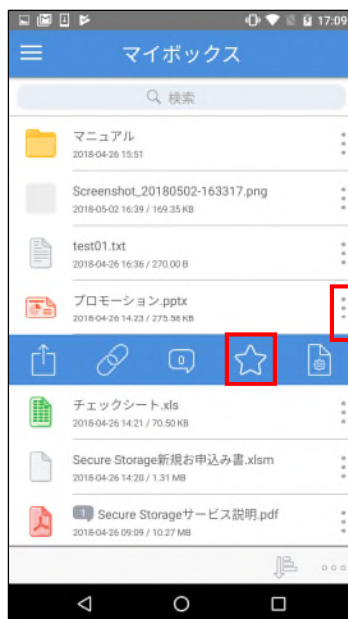 17:09
マイボックス
検索
マニュアル
2018-04-26 15:51
Screenshot_20180502-163317.png
2018-05-02 16:39 / 169.35 KB
test01.txt
2018-04-26 16:36 / 270.00 B
プロモーション.pptx
2018-04-26 14:23 / 275.58 KB
0
チェックシート.xls
2018-04-26 14:21 / 70.50 KB
Secure Storage新規お申込み書.xlsm
2018-04-26 14:20 / 1.31 MB
1 Secure Storageサービス説明.pdf
2018-04-26 09:09 / 10.27 MB